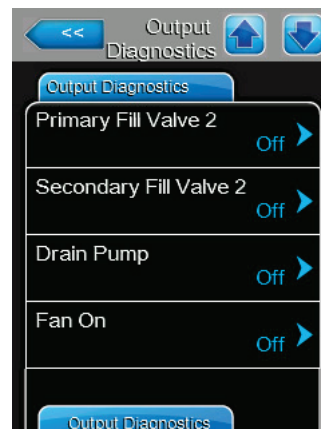 << Output
Diagnostics
Output Diagnostics
Primary Fill Valve 2
Off
Secondary Fill Valve 2
Off
Drain Pump
Off
Fan On
Off
Output Diagnostics